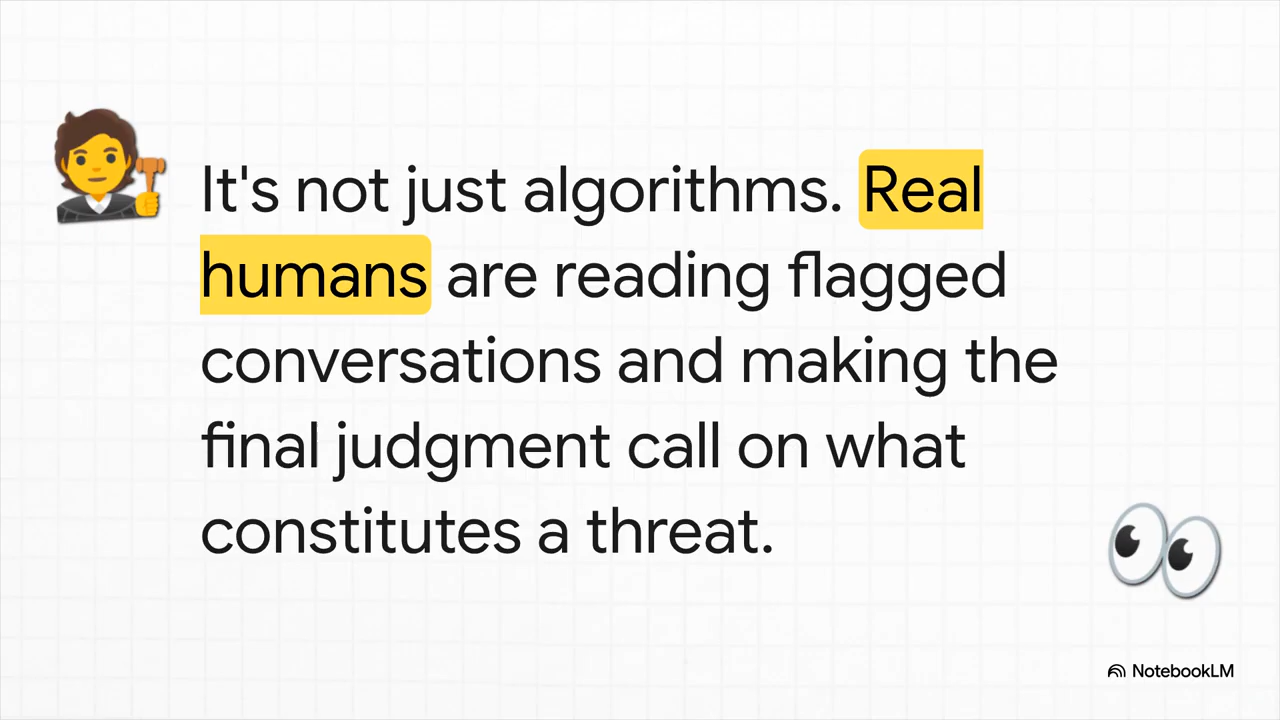 It's not just algorithms. Real
humans are reading flagged
conversations and making the
final judgment call on what
constitutes a threat.
NotebookLM